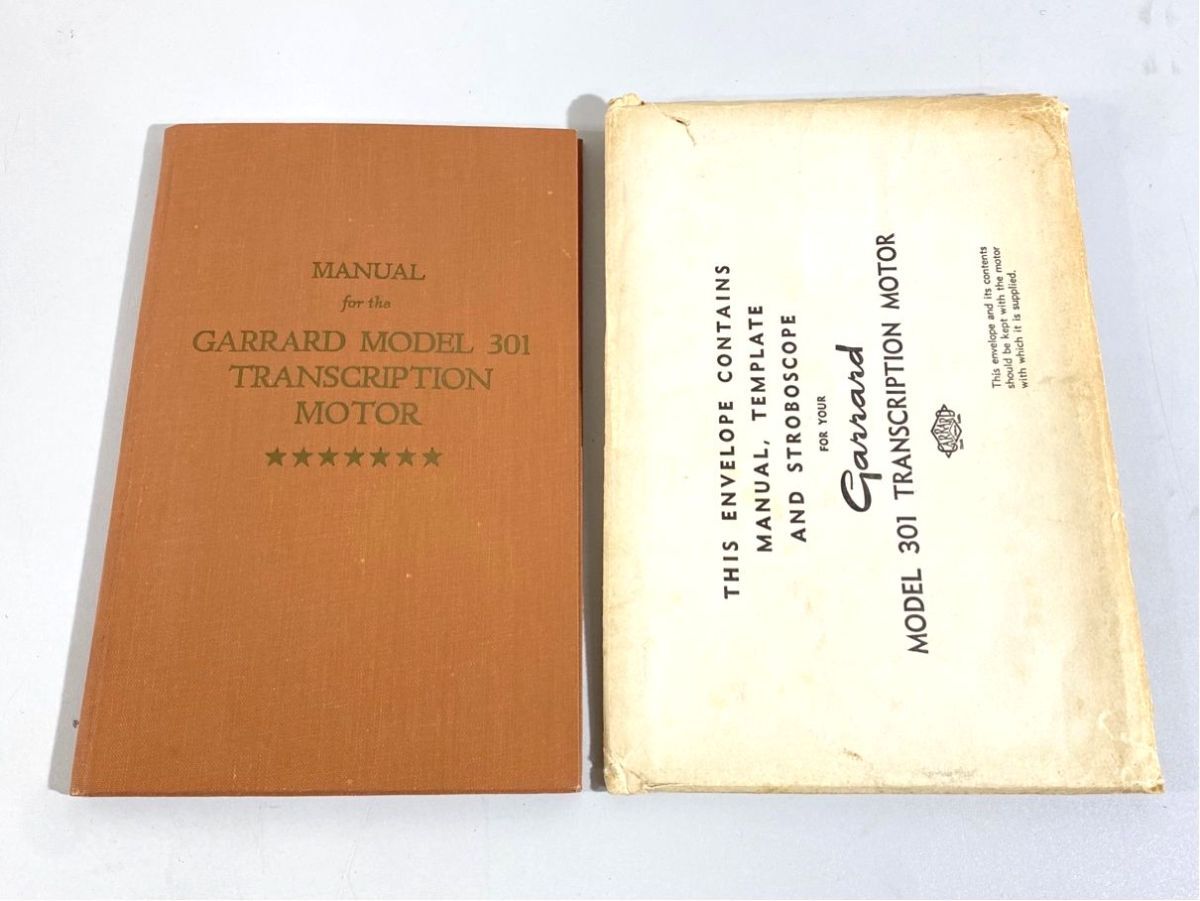 MANUAL
for the
GARRARD MODEL 301
TRANSCRIPTION
MOTOR
★★★★★★★
THIS ENVELOPE CONTAINS
MANUAL, TEMPLATE
AND STROBOSCOPE
FOR YOUR
Garrard
MODEL 301 TRANSCRIPTION MOTOR
GARRARD
This envelope and its contents
should be kept with the motor
with which it is supplied.